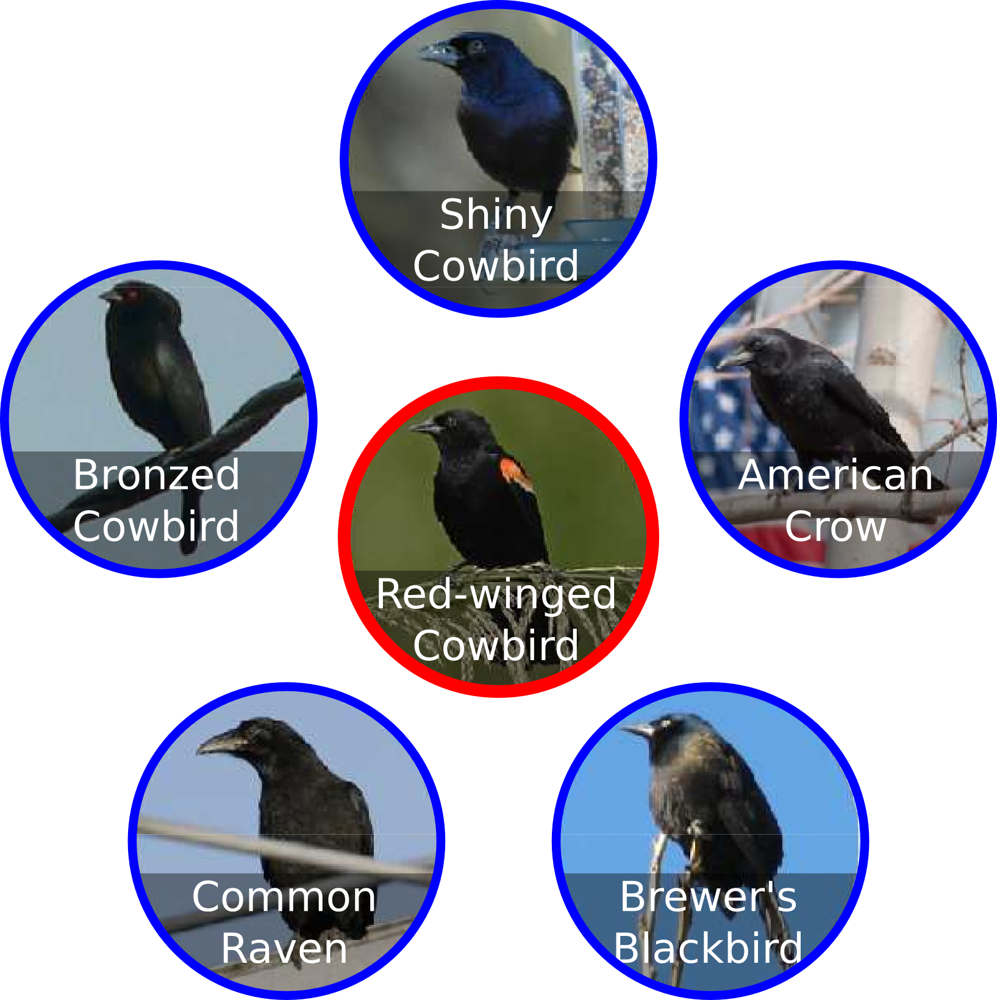 Shiny
Cowbird
Bronzed
Cowbird
American
Crow
Red-winged
Cowbird
Common
Raven
Brewer's
Blackbird